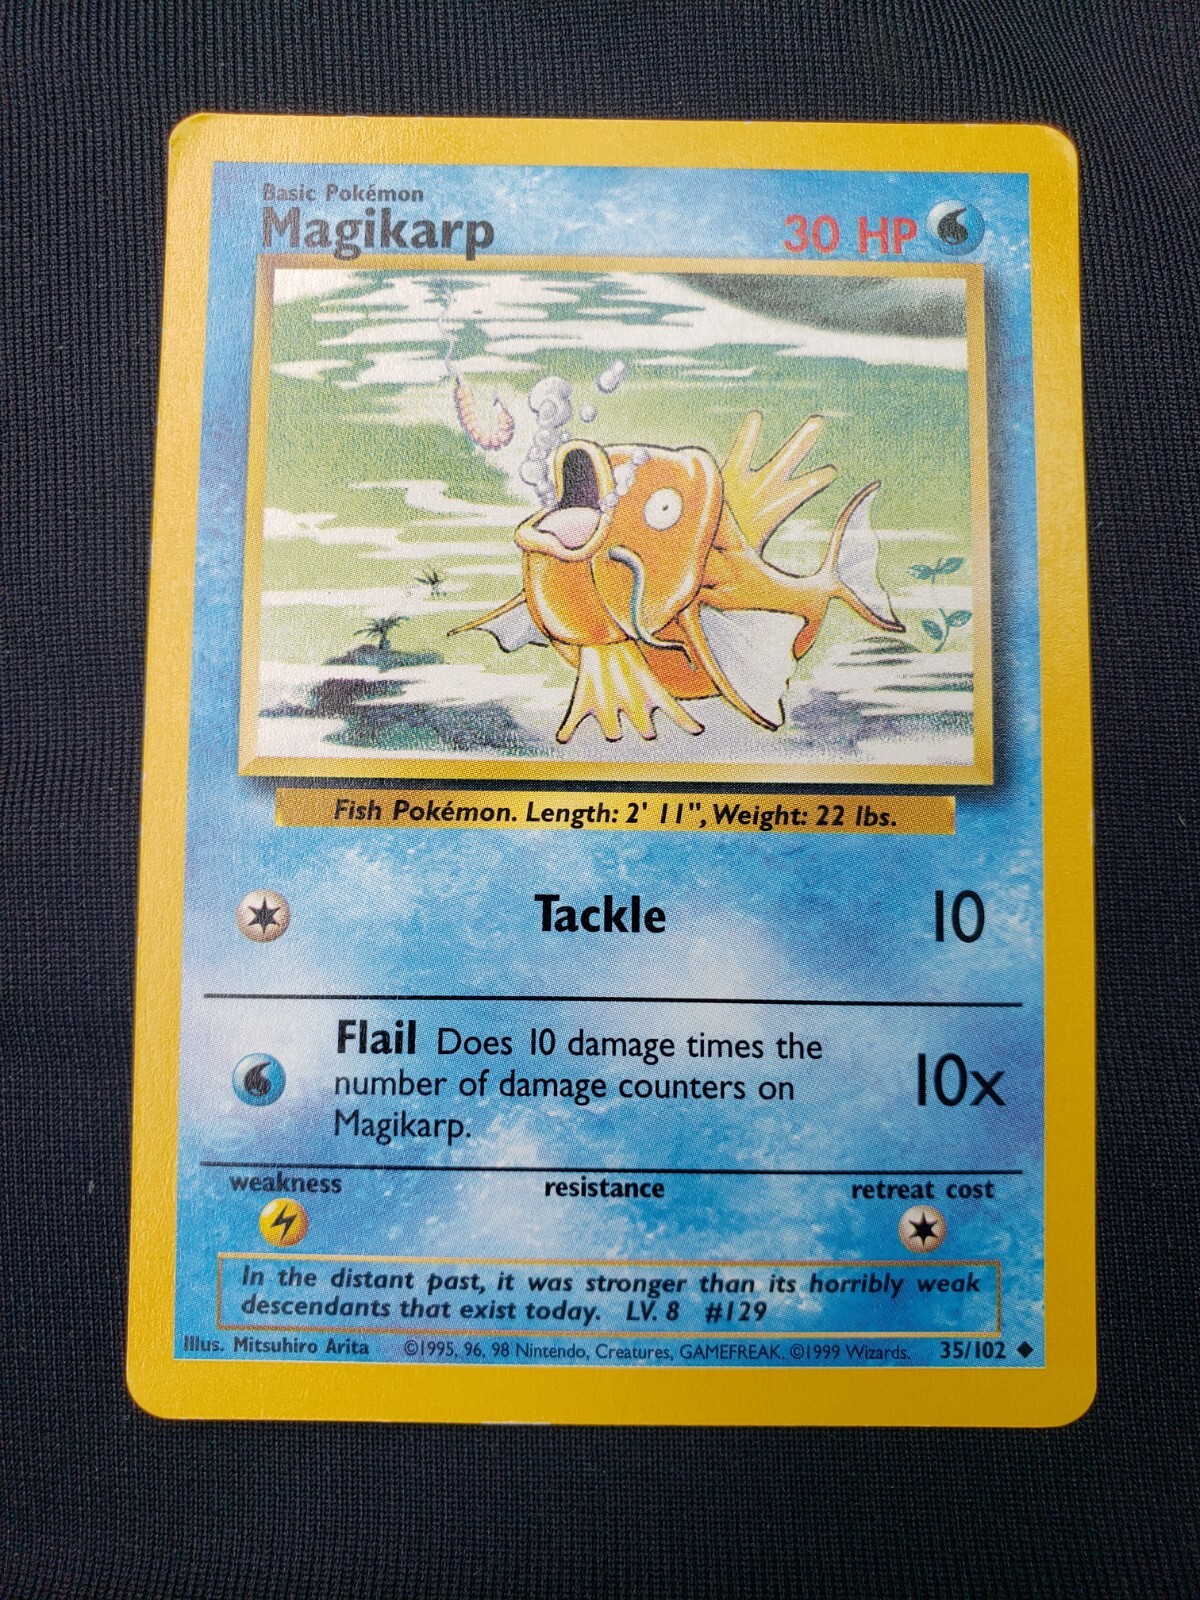 Basic Pokémon
Magikarp 30 HP
Fish Pokémon. Length: 2' 11", Weight: 22 lbs.
Tackle 10
Flail Does 10 damage times the
number of damage counters on
Magikarp.
10x
weakness resistance retreat cost
In the distant past, it was stronger than its horribly weak
descendants that exist today. LV. 8 #129
Illus. Mitsuhiro Arita ©1995, 96, 98 Nintendo, Creatures, GAMEFREAK. ©1999 Wizards. 35/102